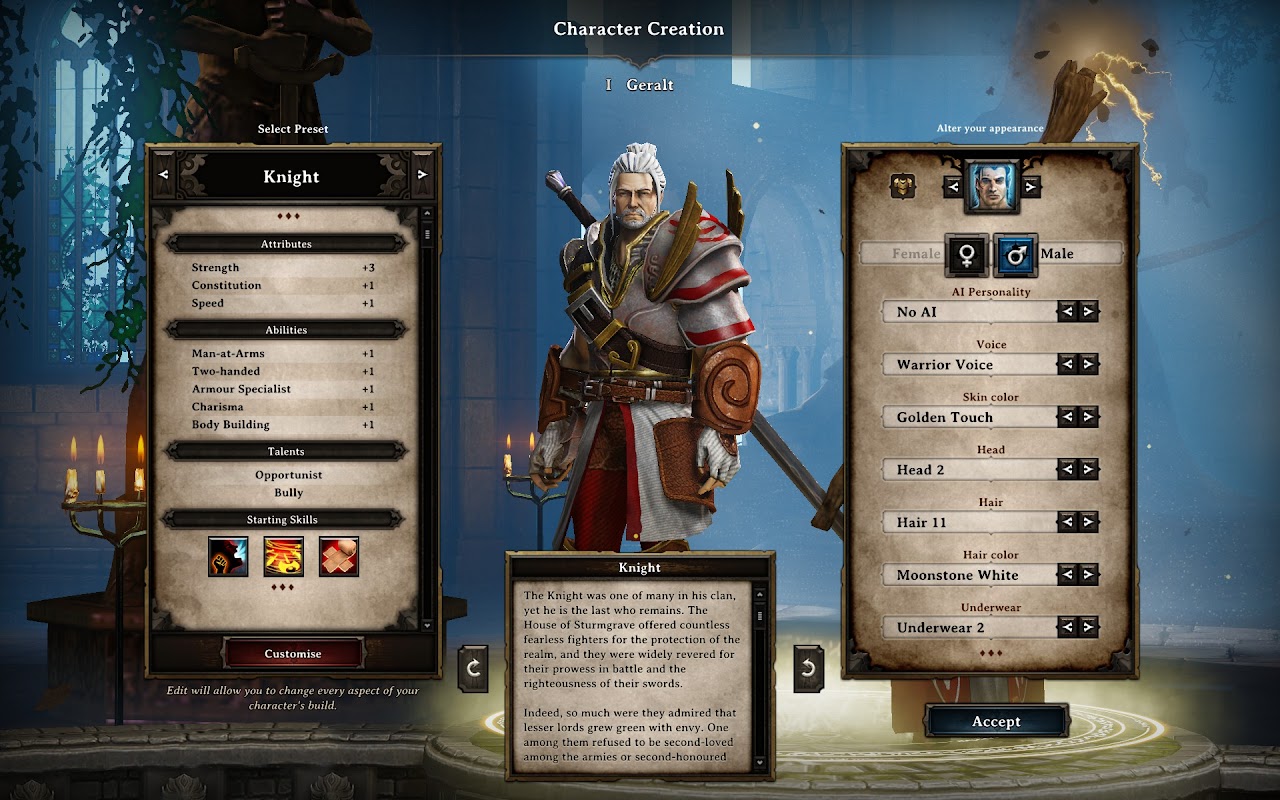 Character Creation
I Geralt
Select Preset
Knight
Attributes
Strength +3
Constitution +1
Speed +1
Abilities
Man-at-Arms +1
Two-handed +1
Armour Specialist +1
Charisma +1
Body Building +1
Talents
Opportunist
Bully
Starting Skills
Customise
Edit will allow you to change every aspect of your
character's build.
Knight
The Knight was one of many in his clan,
yet he is the last who remains. The
House of Sturmgrave offered countless
fearless fighters for the protection of the
realm, and they were widely revered for
their prowess in battle and the
righteousness of their swords.
Indeed, so much were they admired that
lesser lords grew green with envy. One
among them refused to be second-loved
among the armies or second-honoured
Alter your appearance
Female Male
AI Personality
No AI
Voice
Warrior Voice
Skin color
Golden Touch
Head
Head 2
Hair
Hair 11
Hair color
Moonstone White
Underwear
Underwear 2
Accept